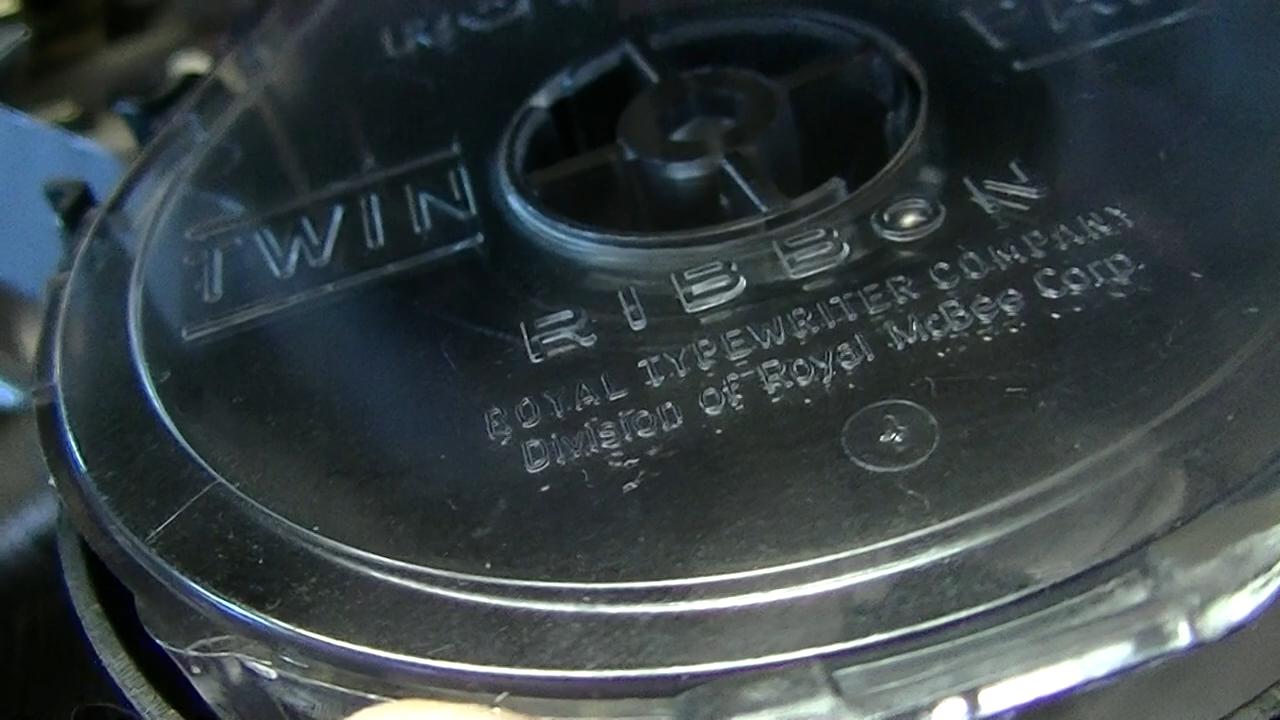 TWIN
RIBBON
ROYAL TYPEWRITER COMPANY
Division of Royal McBee Corp.